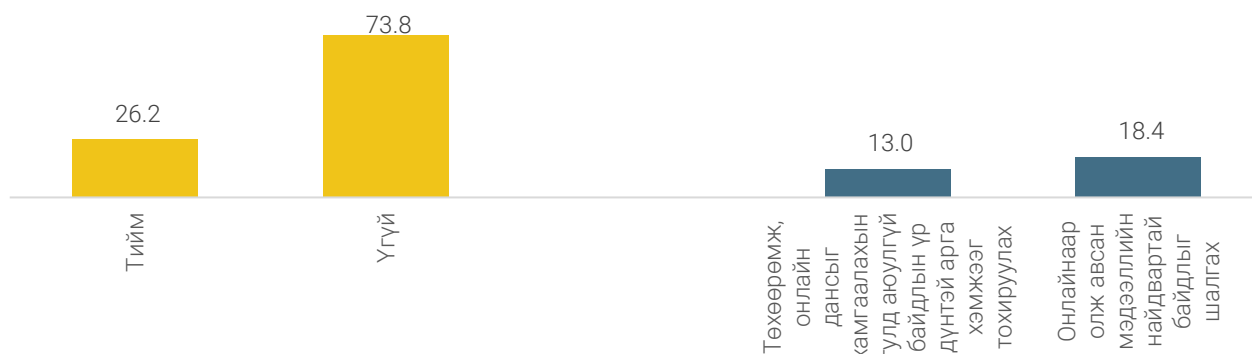 26.2
73.8
13.0
18.4
Тийм
Үгүй
Төхөөрөмж,
онлайн
дансыг
хамгаалахын
тулд аюулгүй
байдлын үр
дүнтэй арга
хэмжээг
тохируулах
Онлайнаар
олж авсан
мэдээллийн
найдвартай
байдлыг
шалгах